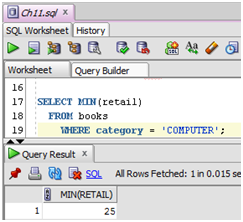 Ch11.sql
SQL Worksheet History
Worksheet Query Builder
16
17 SELECT MIN(retail)
18 FROM books
19 WHERE category = 'COMPUTER';
Query Result
SQL | All Rows Fetched: 1 in 0.015 se
MIN(RETAIL)
1 25